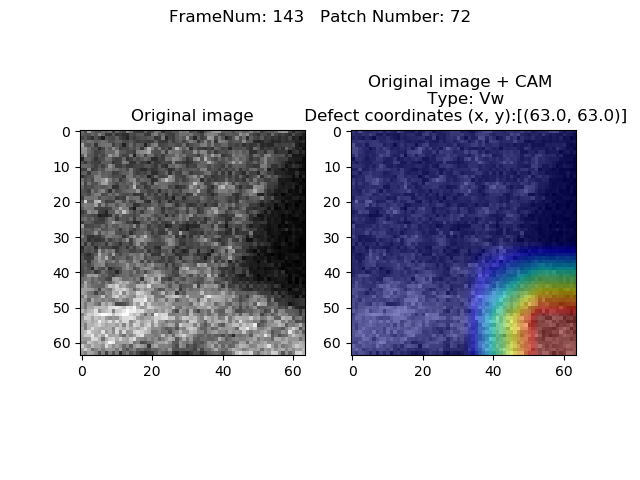 FrameNum: 143   Patch Number: 72
Original image
Original image + CAM
Type: Vw
Defect coordinates (x, y):[(63.0, 63.0)]
0
10
20
30
40
50
60
0 20 40 60
0
10
20
30
40
50
60
0 20 40 60